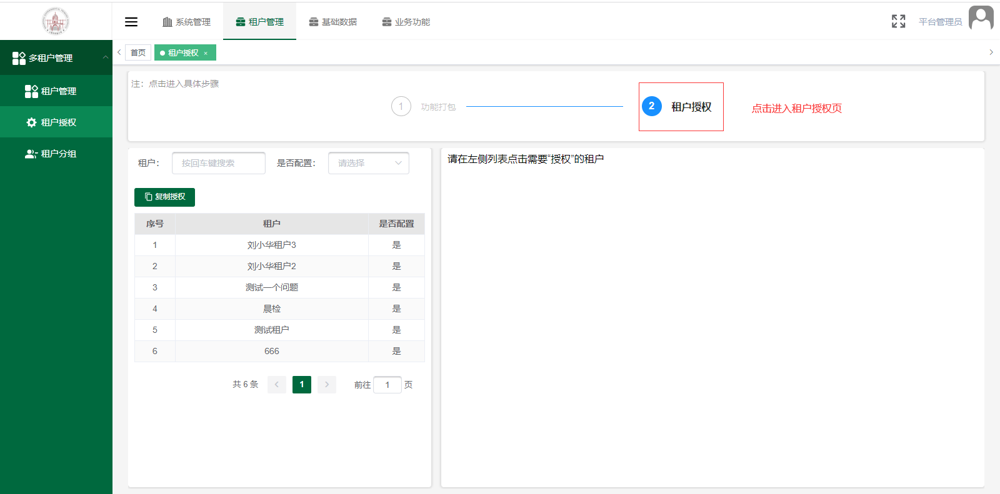 系统管理
租户管理
基础数据
业务功能
平台管理员
多租户管理
租户管理
租户授权
租户分组
首页
租户授权 ×
注：点击进入具体步骤
1 功能打包
2 租户授权
点击进入租户授权页
租户： 按回车键搜索 是否配置： 请选择
复制授权
序号 租户 是否配置
1 刘小华租户3 是
2 刘小华租户2 是
3 测试一个问题 是
4 晨检 是
5 测试租户 是
6 666 是
共 6 条 1 前往 1 页
请在左侧列表点击需要“授权”的租户